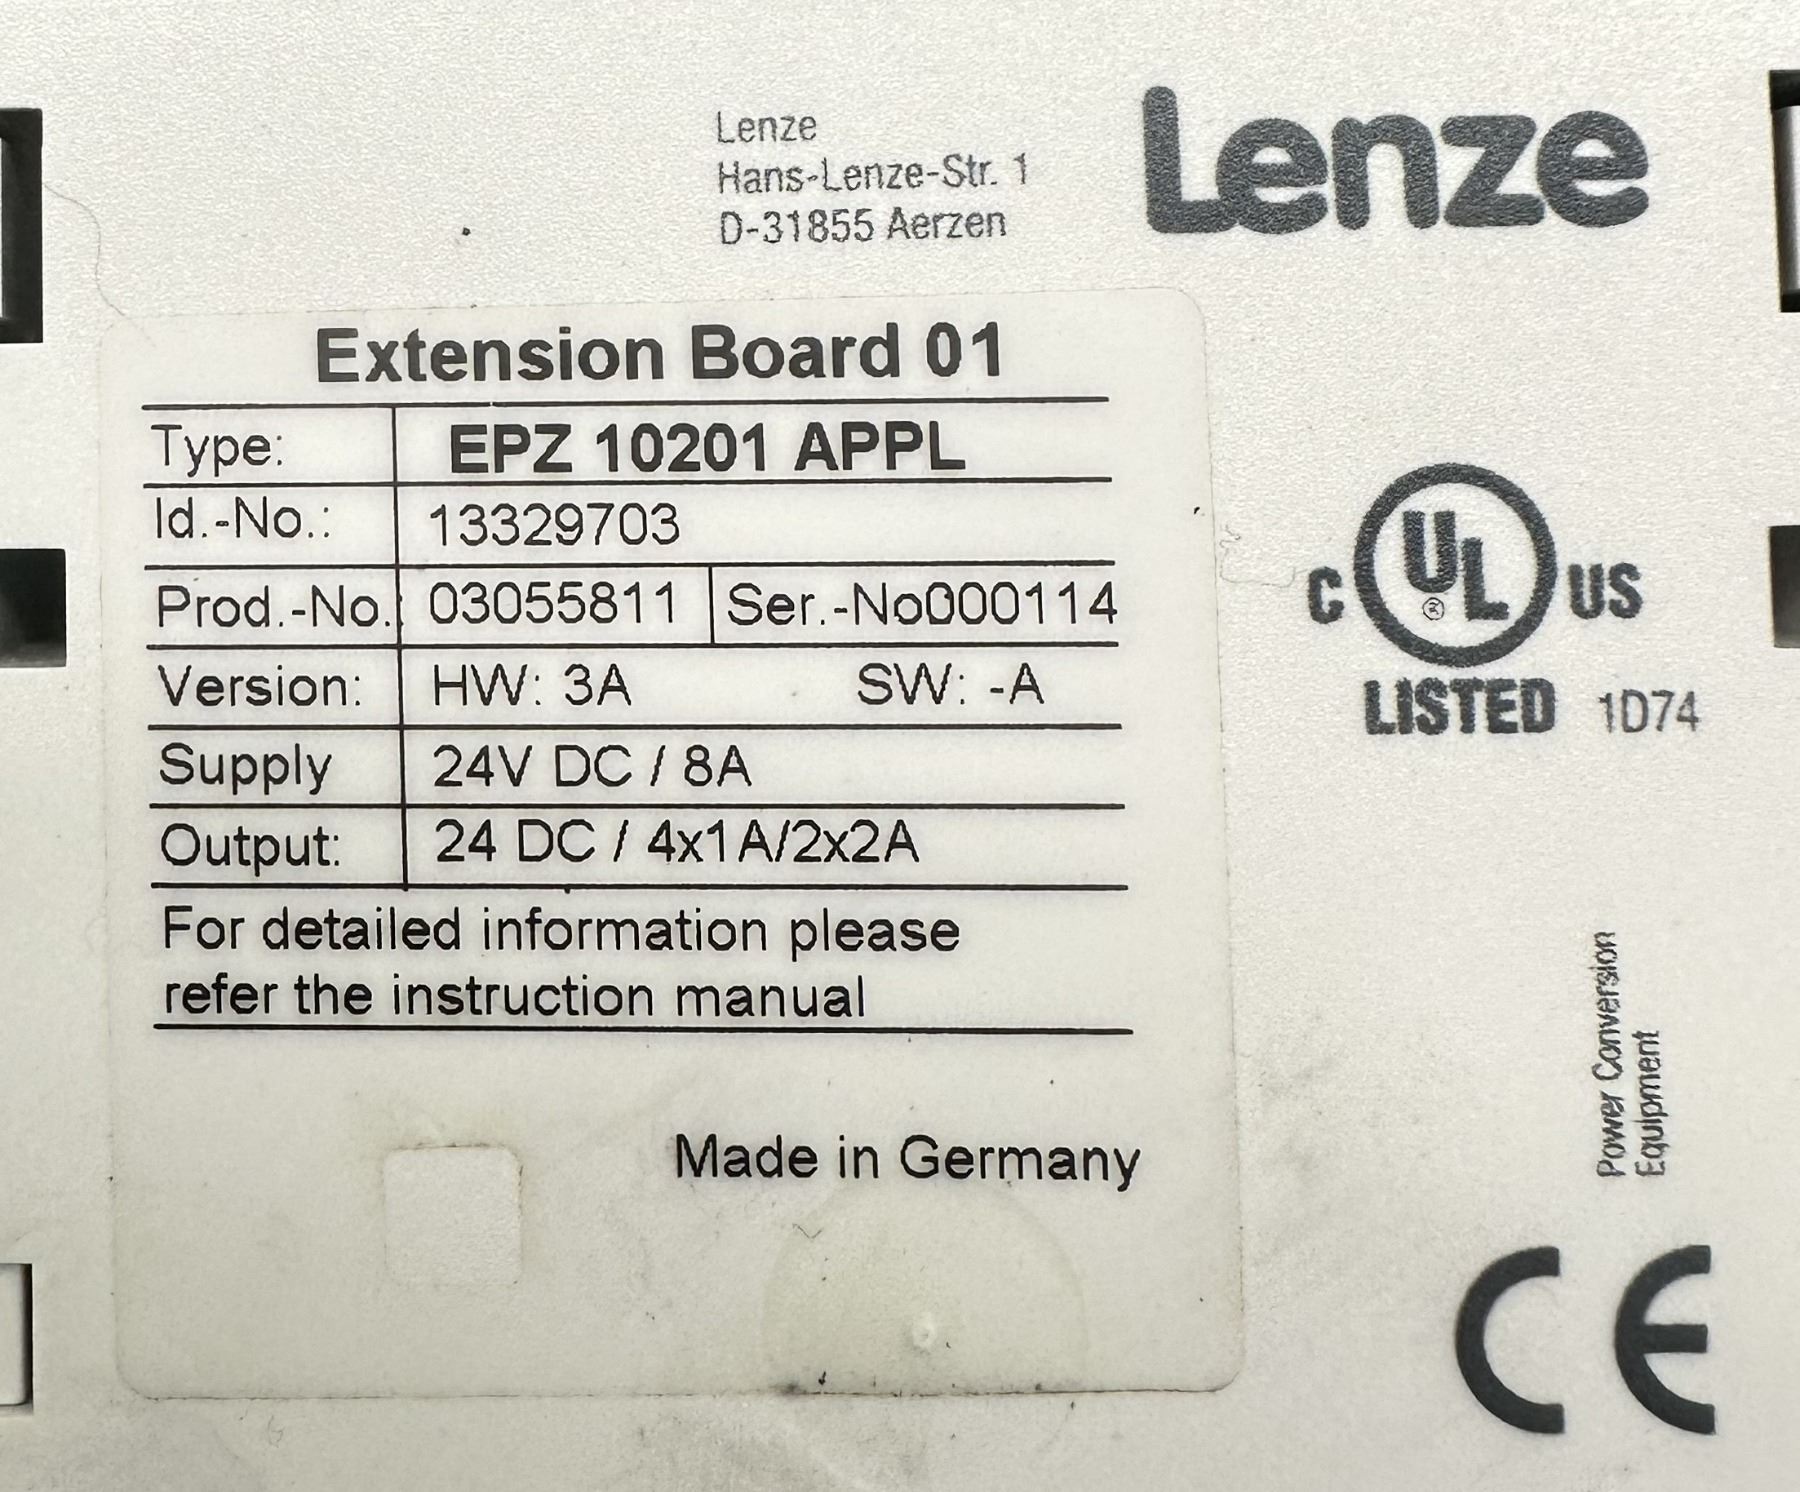 Lenze
Hans-Lenze-Str. 1
D-31855 Aerzen
Lenze
Extension Board 01
Type: EPZ 10201 APPL
Id.-No.: 13329703
Prod.-No.: 03055811 Ser.-No000114
Version: HW: 3A SW: -A
Supply 24V DC / 8A
Output: 24 DC / 4x1A/2x2A
For detailed information please
refer the instruction manual
Made in Germany
C UL® US
LISTED 1D74
Power Conversion
Equipment
CE